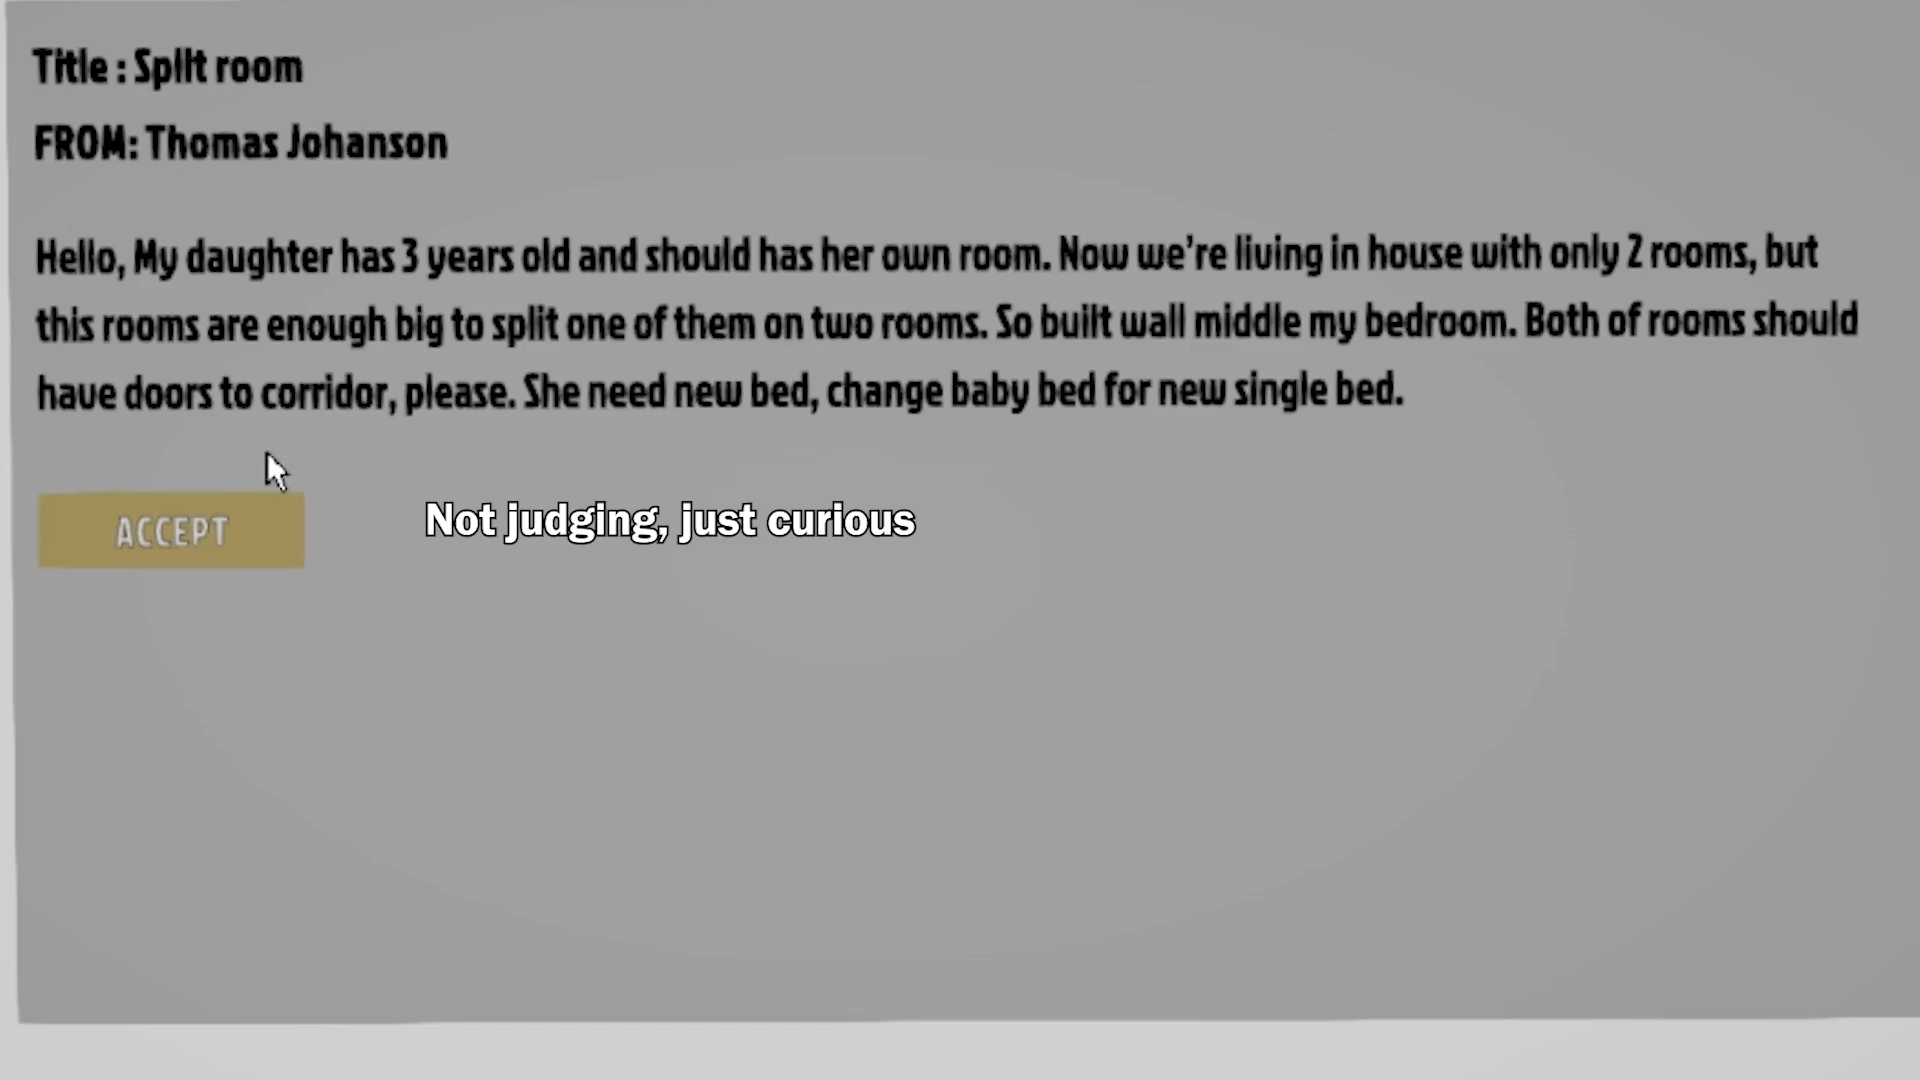 Title : Split room
FROM: Thomas Johanson
Hello, My daughter has 3 years old and should has her own room. Now we're living in house with only 2 rooms, but
this rooms are enough big to split one of them on two rooms. So built wall middle my bedroom. Both of rooms should
have doors to corridor, please. She need new bed, change baby bed for new single bed.
ACCEPT
Not judging, just curious